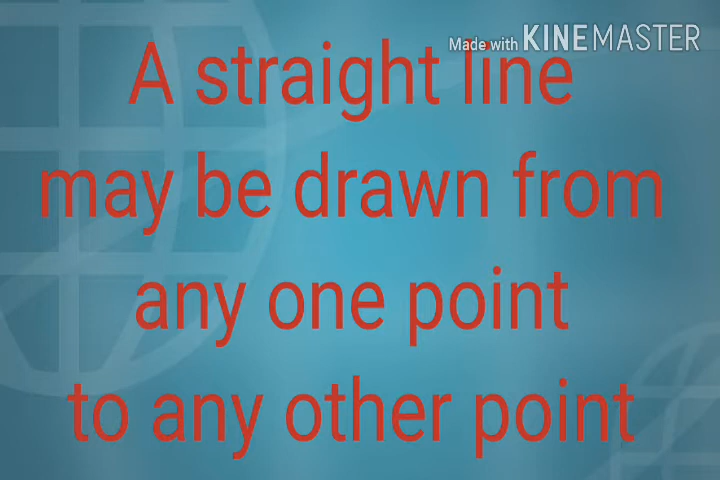 Made with KINEMASTER
A straight line
may be drawn from
any one point
to any other point